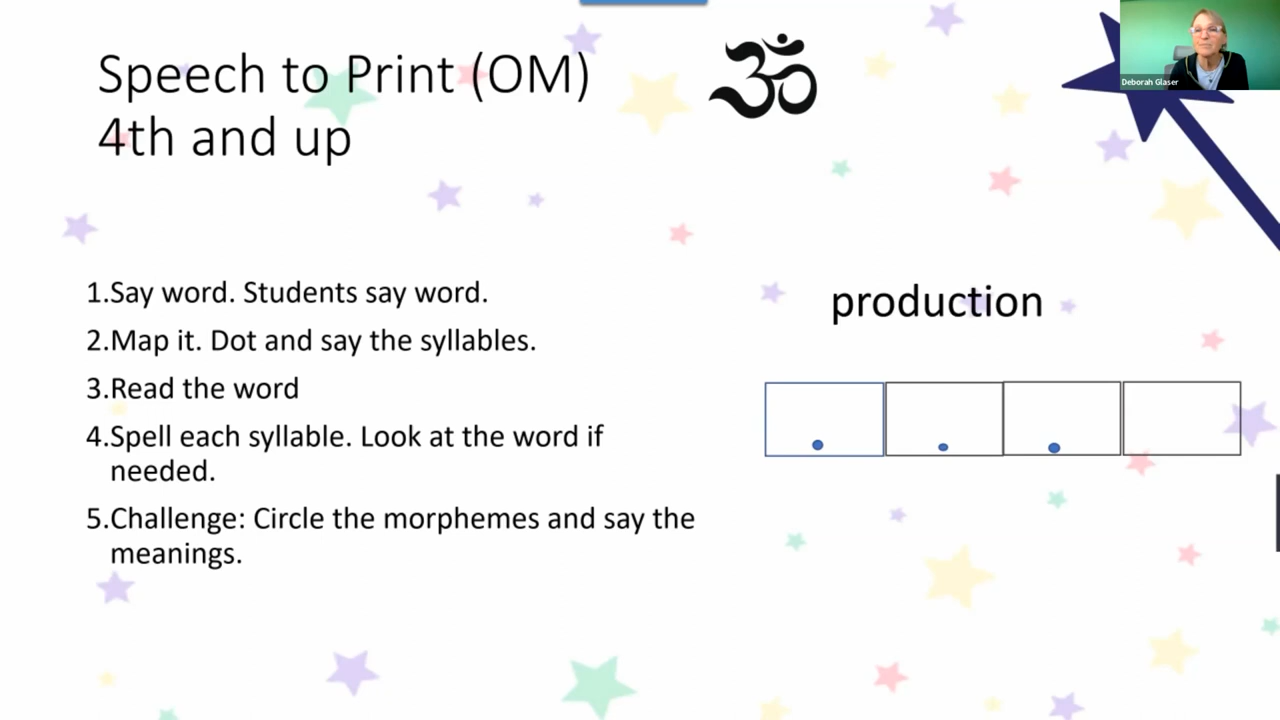 Speech to Print (OM)
4th and up
ॐ
Deborah Glaser
1.Say word. Students say word.
2.Map it. Dot and say the syllables.
3.Read the word
4.Spell each syllable. Look at the word if
needed.
5.Challenge: Circle the morphemes and say the
meanings.
production